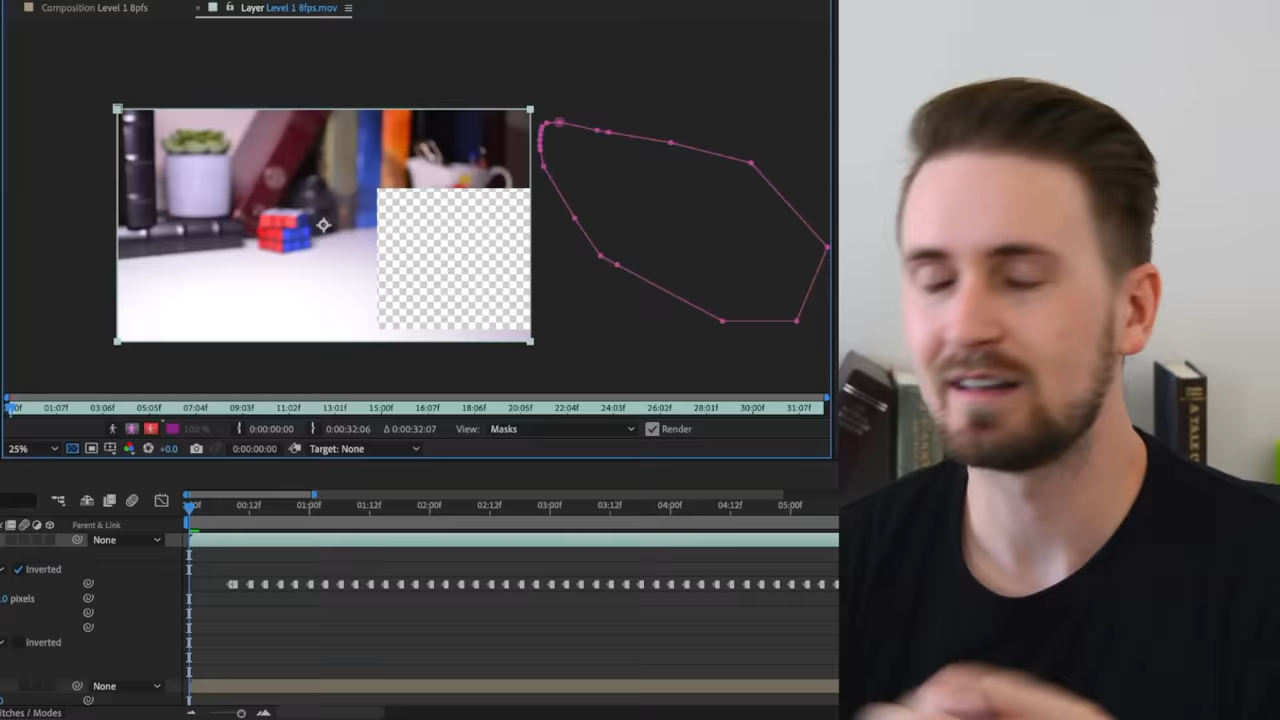 Composition Level 1 8pfs
× Layer Level 1 8fps.mov
01:07f 03:06f 05:05f 07:04f 09:03f 11:02f 13:01f 15:00f 16:07f 18:06f 20:05f 22:04f 24:03f 26:02f 28:01f 30:00f 31:07f
100 % 0:00:00:00 0:00:32:06 Δ 0:00:32:07 View: Masks Render
25% +0.0 0:00:00:00 Target: None
00:12f 01:00f 01:12f 02:00f 02:12f 03:00f 03:12f 04:00f 04:12f 05:00f
Parent & Link
None
Inverted
.0 pixels
Inverted
None
itches / Modes
A YALE